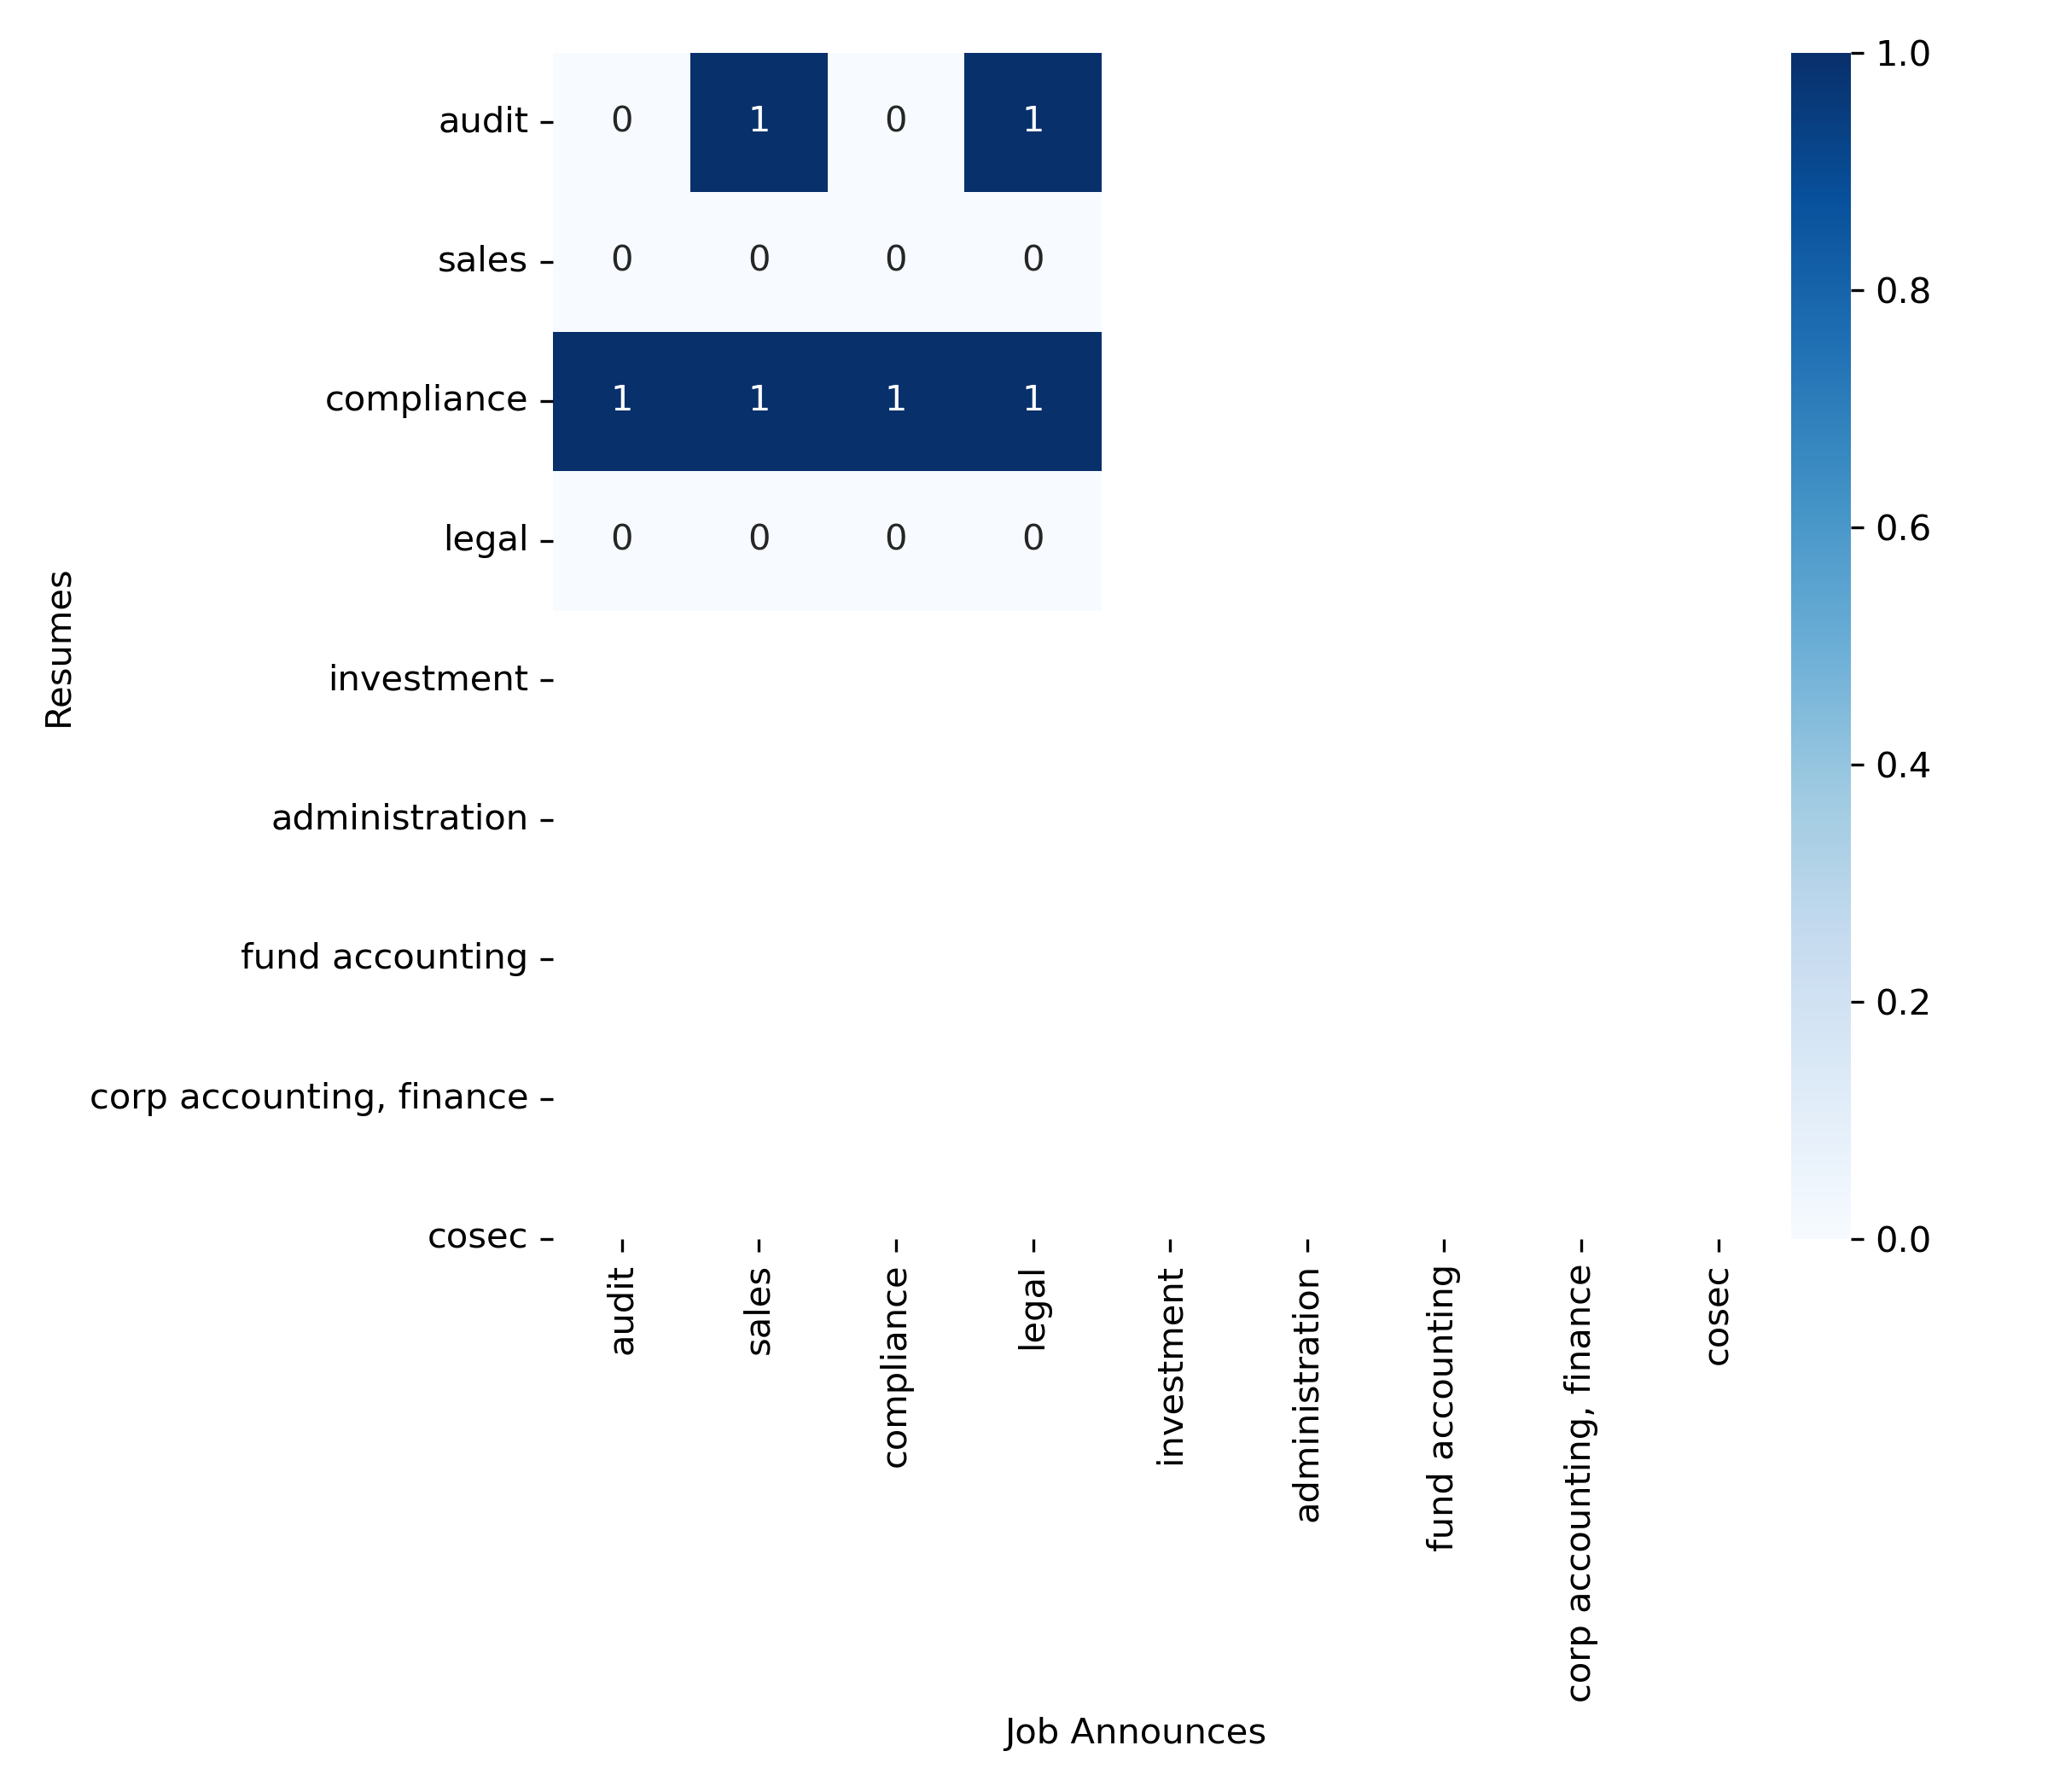 audit 0 1 0 1
sales 0 0 0 0
compliance 1 1 1 1
legal 0 0 0 0
investment
administration
fund accounting
corp accounting, finance
cosec
Resumes
audit
sales
compliance
legal
investment
administration
fund accounting
corp accounting, finance
cosec
Job Announces
1.0
0.8
0.6
0.4
0.2
0.0